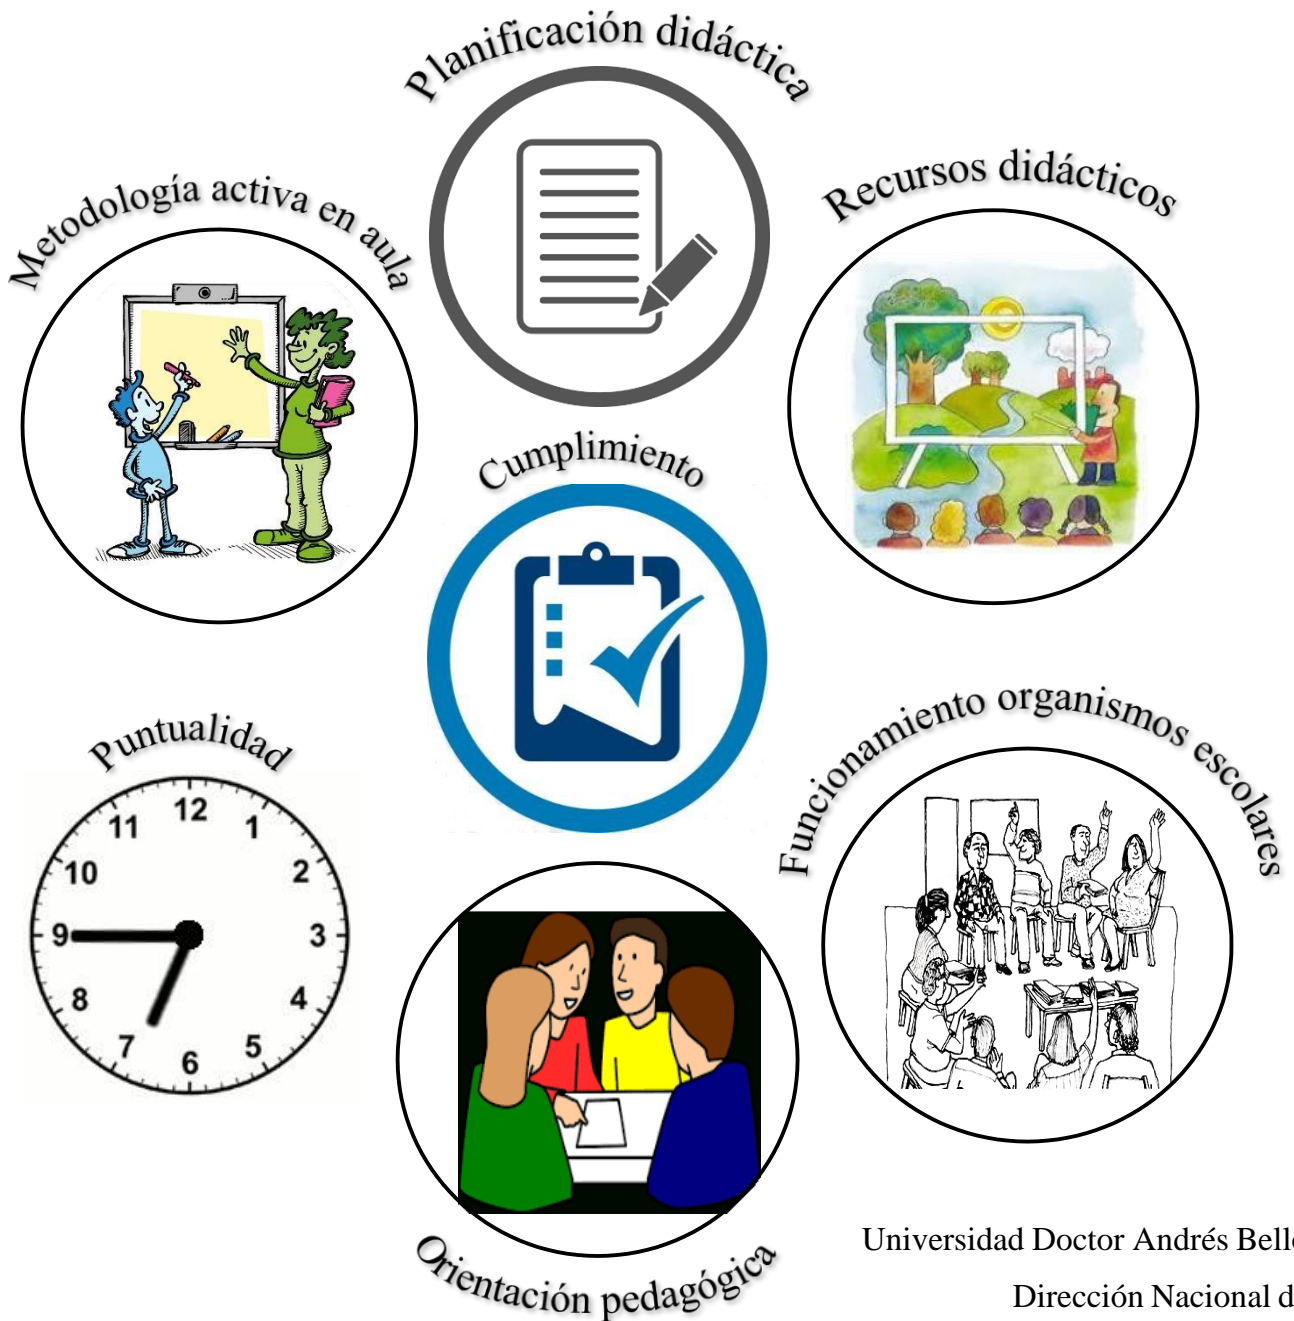 Planificación didáctica
Metodología activa en aula
Recursos didácticos
Cumplimiento
Puntualidad
12
11
1
10
2
9
3
8
4
7
5
6
Funcionamiento organismos escolares
Orientación pedagógica
Universidad Doctor Andrés Bello
Dirección Nacional d